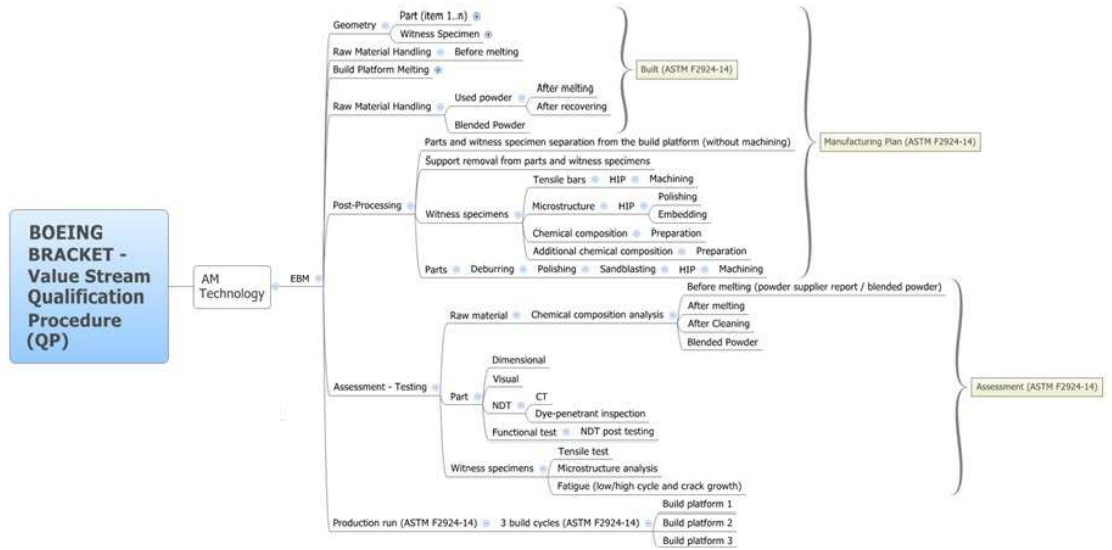 BOEING
BRACKET -
Value Stream
Qualification
Procedure
(QP)
AM
Technology
EBM
Geometry
Part (item 1..n)
Witness Specimen
Raw Material Handling
Before melting
Build Platform Melting
Raw Material Handling
Used powder
After melting
After recovering
Blended Powder
Built (ASTM F2924-14)
Post-Processing
Parts and witness specimen separation from the build platform (without machining)
Support removal from parts and witness specimens
Witness specimens
Tensile bars
HIP
Machining
Microstructure
HIP
Polishing
Embedding
Chemical composition
Preparation
Additional chemical composition
Preparation
Parts
Deburring
Polishing
Sandblasting
HIP
Machining
Manufacturing Plan (ASTM F2924-14)
Assessment - Testing
Raw material
Chemical composition analysis
Before melting (powder supplier report / blended powder)
After melting
After Cleaning
Blended Powder
Part
Dimensional
Visual
NDT
CT
Dye-penetrant inspection
Functional test
NDT post testing
Witness specimens
Tensile test
Microstructure analysis
Fatigue (low/high cycle and crack growth)
Assessment (ASTM F2924-14)
Production run (ASTM F2924-14)
3 build cycles (ASTM F2924-14)
Build platform 1
Build platform 2
Build platform 3